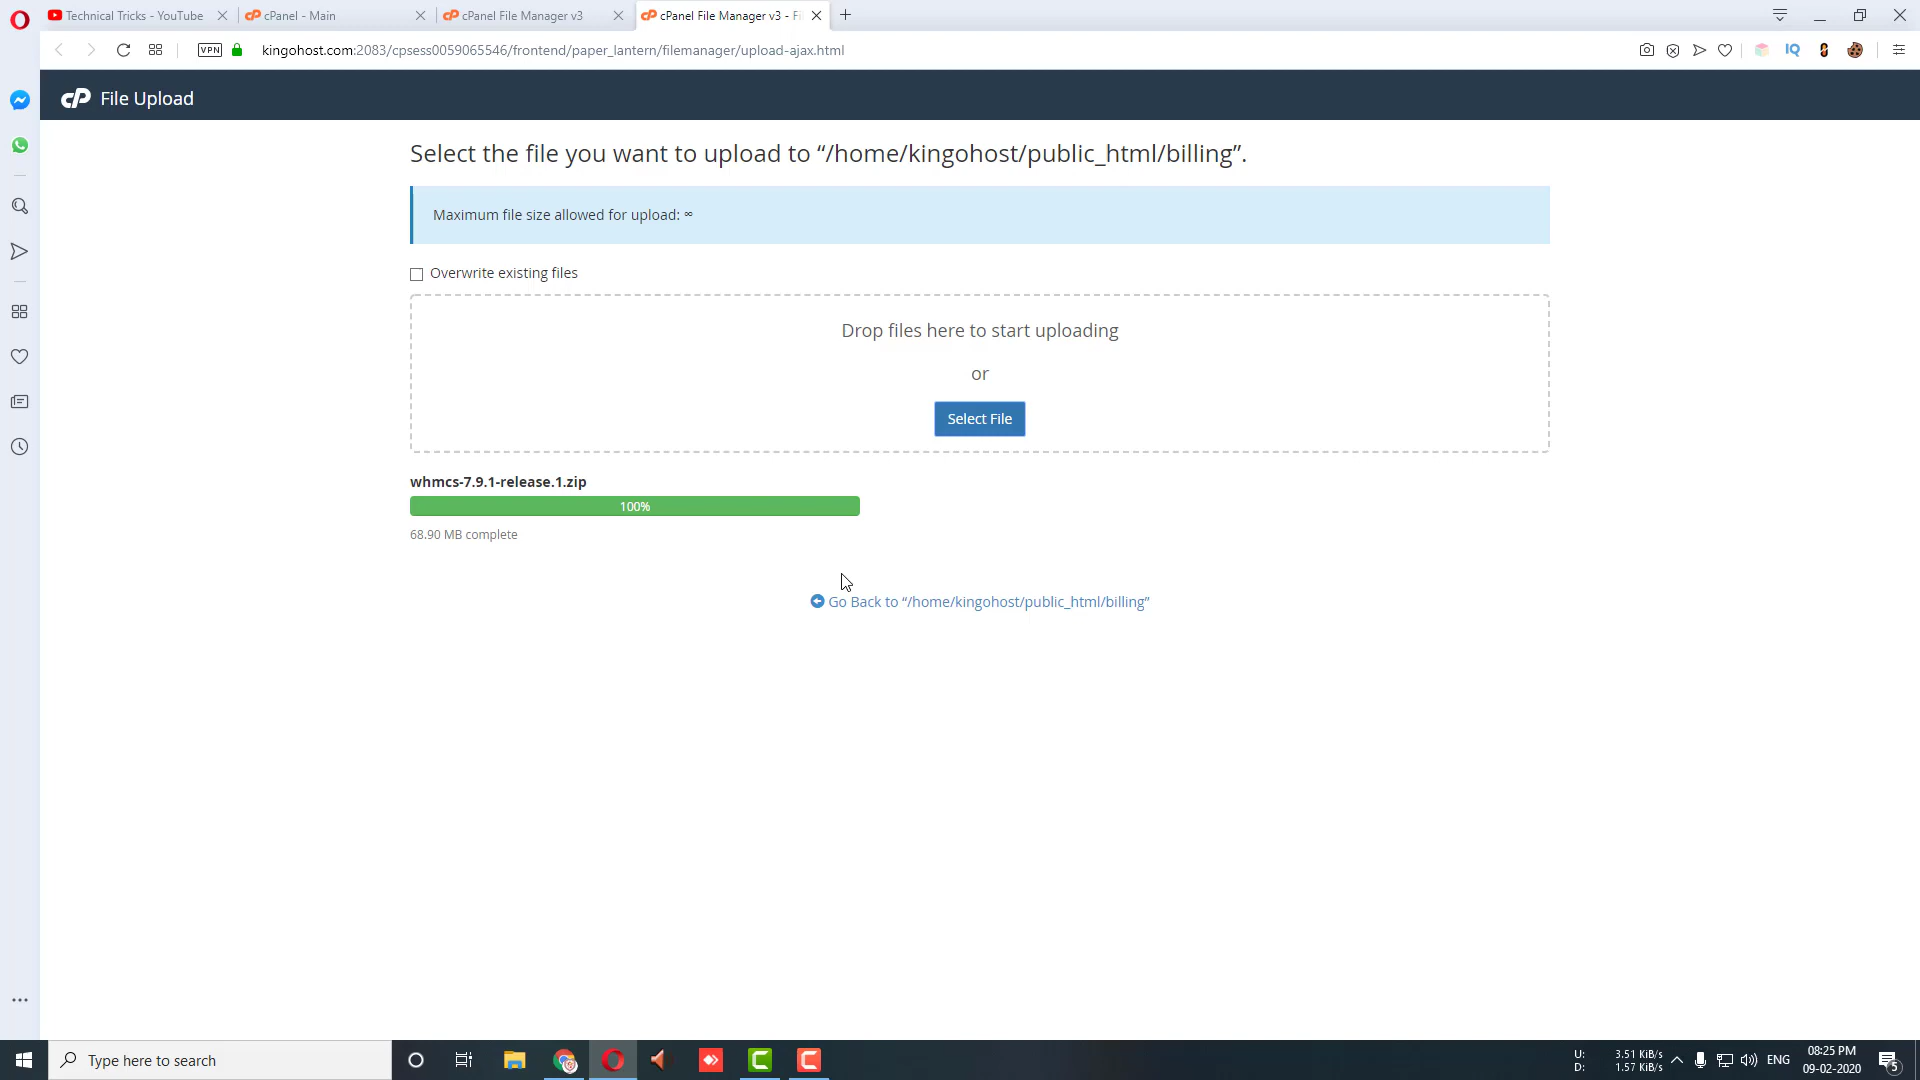 Technical Tricks - YouTube
cPanel - Main
cPanel File Manager v3
cPanel File Manager v3 - Fi
VPN
kingohost.com:2083/cpsess0059065546/frontend/paper_lantern/filemanager/upload-ajax.html
IQ
cP File Upload
Select the file you want to upload to “/home/kingohost/public_html/billing”.
Maximum file size allowed for upload: ∞
Overwrite existing files
Drop files here to start uploading
or
Select File
whmcs-7.9.1-release.1.zip
100%
68.90 MB complete
Go Back to “/home/kingohost/public_html/billing”
Type here to search
U: 3.51 KiB/s
D: 1.57 KiB/s
ENG
08:25 PM
09-02-2020
5